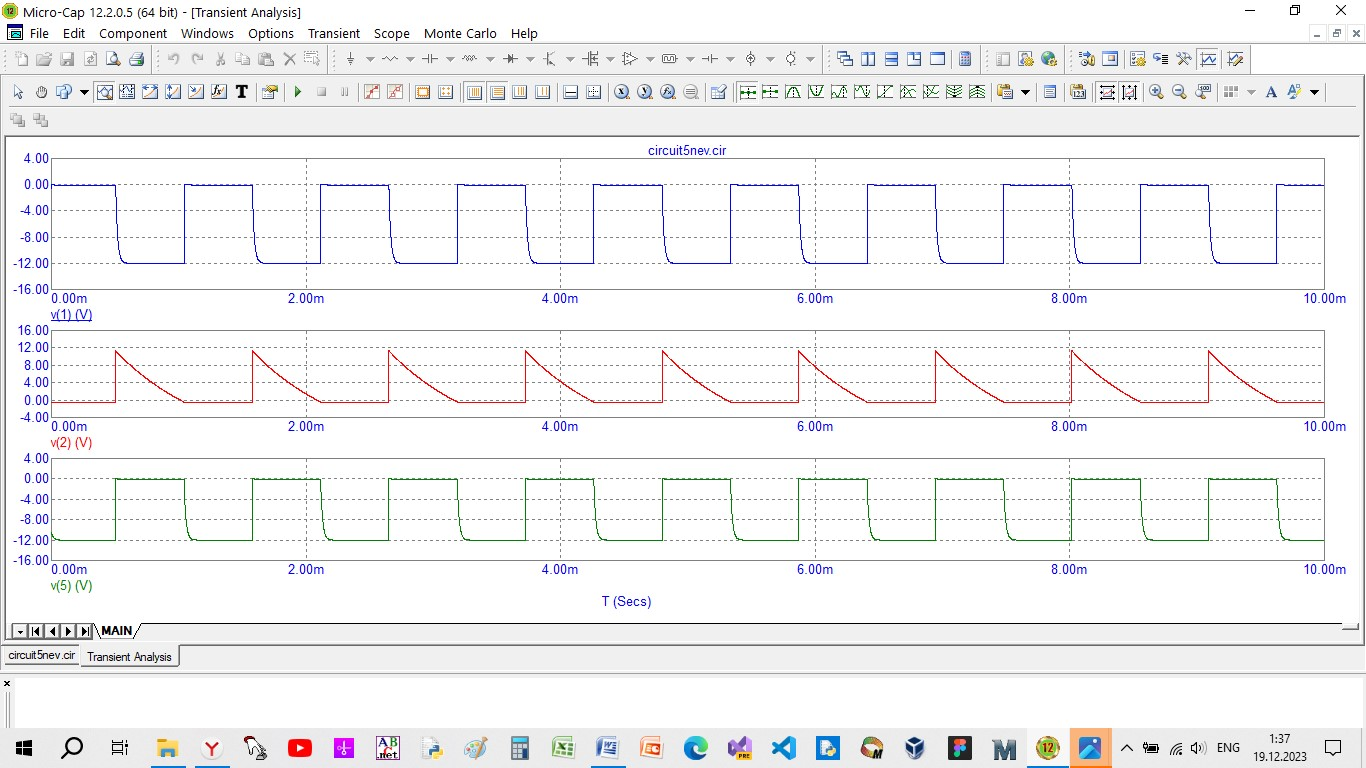 Micro-Cap 12.2.0.5 (64 bit) - [Transient Analysis]
File Edit Component Windows Options Transient Scope Monte Carlo Help
circuit5nev.cir
4.00
0.00
-4.00
-8.00
-12.00
-16.00
0.00m 2.00m 4.00m 6.00m 8.00m 10.00m
v(1) (V)
16.00
12.00
8.00
4.00
0.00
-4.00
0.00m 2.00m 4.00m 6.00m 8.00m 10.00m
v(2) (V)
4.00
0.00
-4.00
-8.00
-12.00
-16.00
0.00m 2.00m 4.00m 6.00m 8.00m 10.00m
v(5) (V)
T (Secs)
MAIN
circuit5nev.cir Transient Analysis
ENG
1:37
19.12.2023